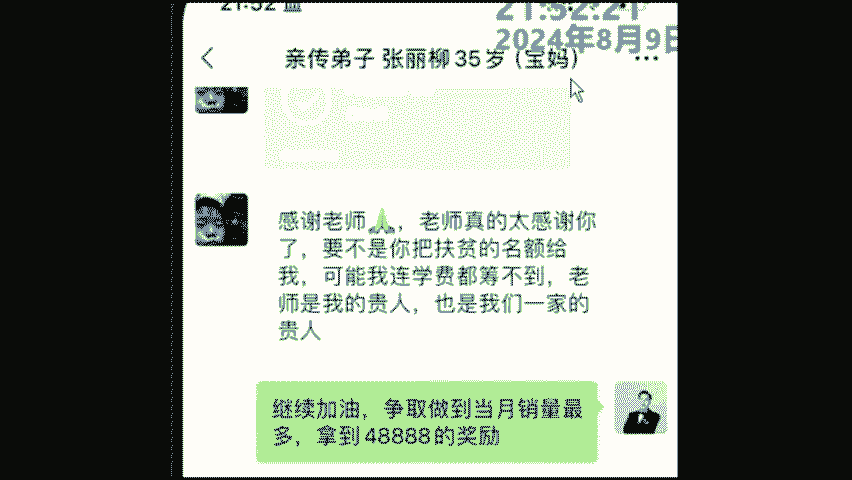 21:52
21:52:21
2024年8月9日
亲传弟子 张丽柳35岁（宝妈）
感谢老师🙏，老师真的太感谢你
了，要不是你把扶贫的名额给
我，可能我连学费都筹不到，老
师是我的贵人，也是我们一家的
贵人
继续加油，争取做到当月销量最
多，拿到48888的奖励